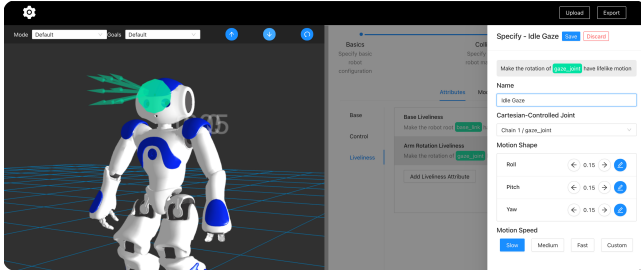 Upload
Export
Mode
Default
Goals
Default
Basics
Specify basic
robot
configuration
Attributes
Base
Control
Liveliness
Base Liveliness
Make the robot root
Arm Rotation Liveliness
Make the rotation of gaze_joint
Add Liveliness Attribute
Specify - Idle Gaze
Save
Discard
Make the rotation of gaze_joint have lifelike motion
Name
Idle Gaze
Cartesian-Controlled Joint
Chain 1 / gaze_joint
Motion Shape
Roll
0.15
Pitch
0.15
Yaw
0.15
Motion Speed
Slow
Medium
Fast
Custom